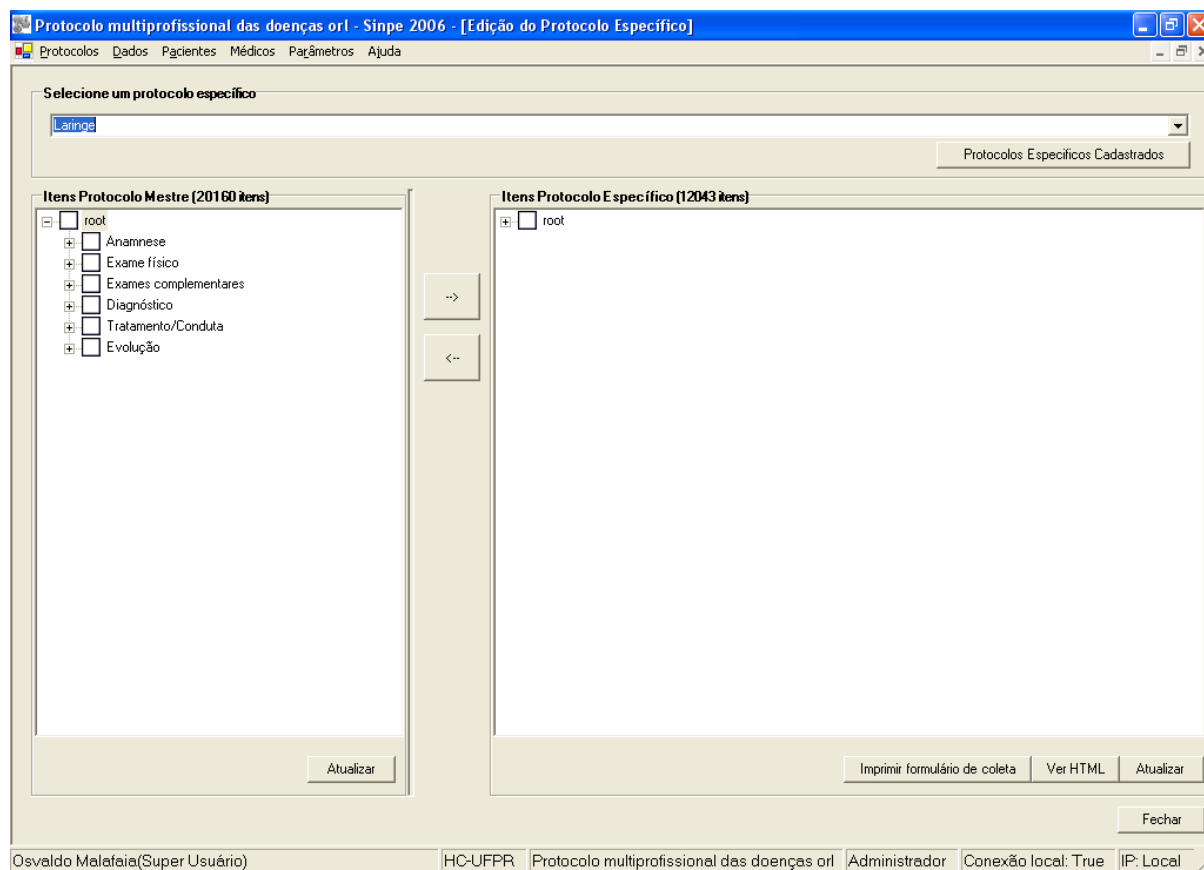 Protocolo multiprofissional das doenças orl - Sinpe 2006 - [Edição do Protocolo Específico]
Protocolos Dados Pacientes Médicos Parâmetros Ajuda
Selecione um protocolo específico
Laringe
Protocolos Especificos Cadastrados
Itens Protocolo Mestre (20160 itens)
root
Anamnese
Exame físico
Exames complementares
Diagnóstico
Tratamento/Conduta
Evolução
Atualizar
-->
<--
Itens Protocolo Específico (12043 itens)
root
Imprimir formulário de coleta Ver HTML Atualizar
Fechar
Osvaldo Malafaia(Super Usuário) HC-UFPR Protocolo multiprofissional das doenças orl Administrador Conexão local: True IP: Local